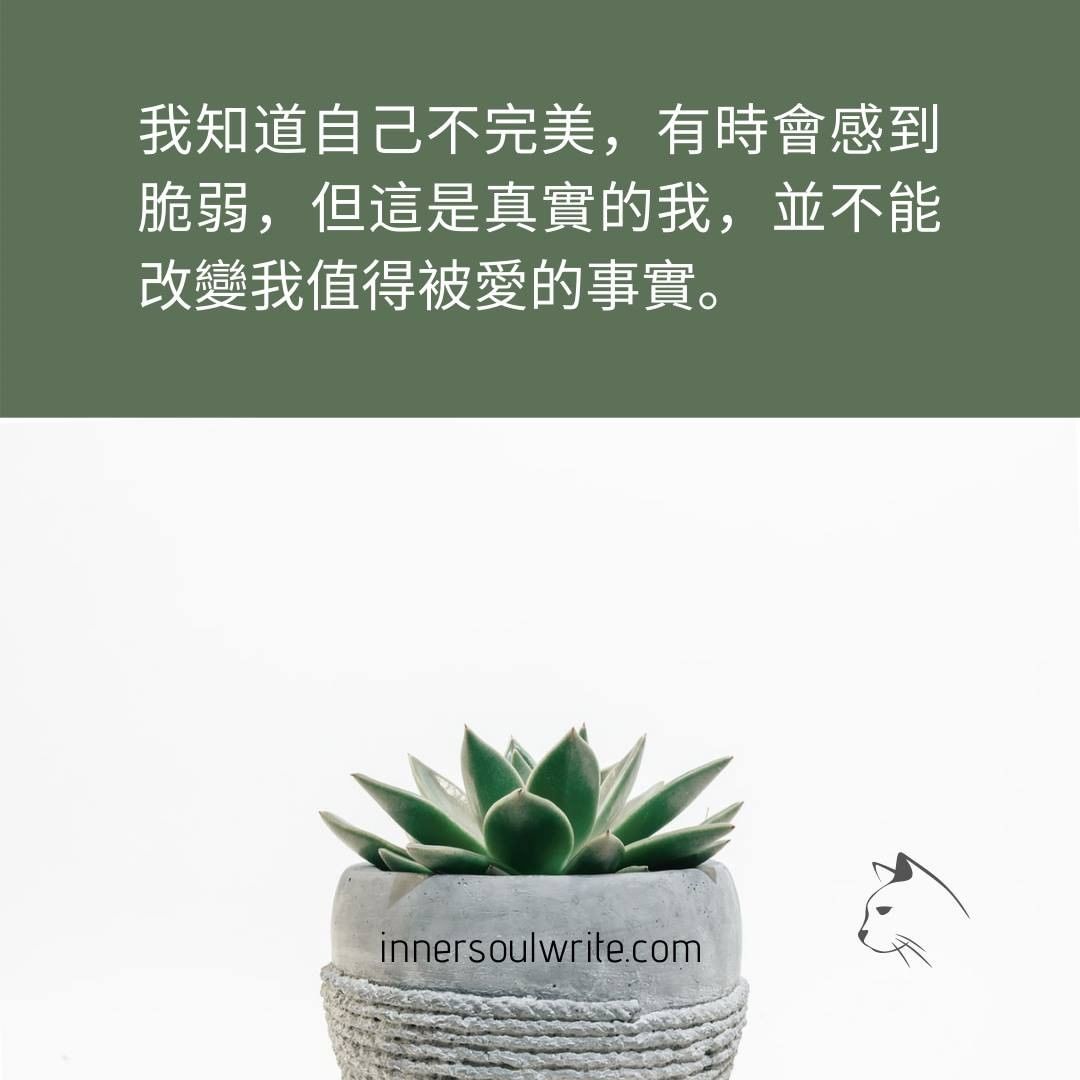 我知道自己不完美，有時會感到
脆弱，但這是真實的我，並不能
改變我值得被愛的事實。
innersoulwrite.com